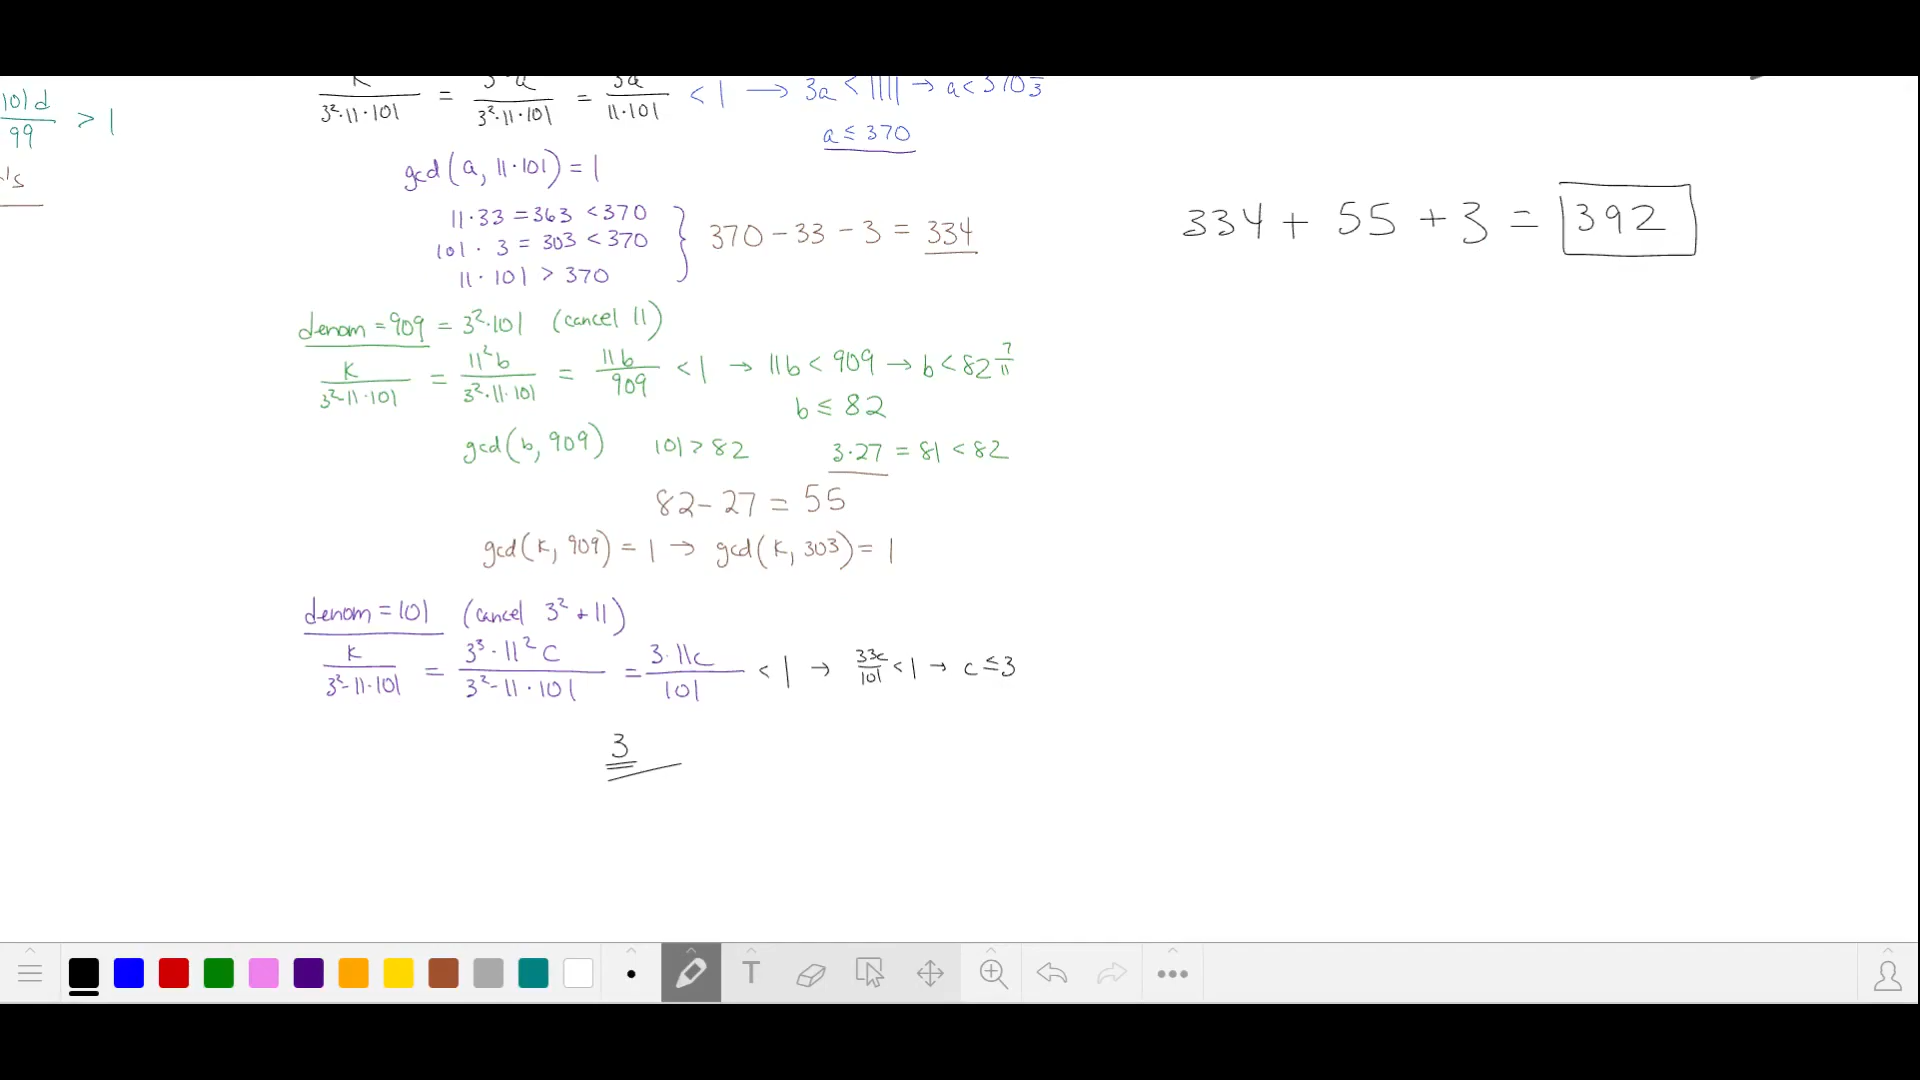 101d/99 > 1
's
k/(3²·11·101) = 3³a/(3²·11·101) = 3a/(11·101) < 1 → 3a < 1111 → a < 370 1/3
a ≤ 370
gcd(a, 11·101) = 1
11·33 = 363 < 370
101 · 3 = 303 < 370
11 · 101 > 370
} 370 - 33 - 3 = 334
denom = 909 = 3²·101 (cancel 11)
k/(3²·11·101) = 11²b/(3²·11·101) = 11b/909 < 1 → 11b < 909 → b < 82 7/11
b ≤ 82
gcd(b, 909) 101 > 82 3·27 = 81 < 82
82 - 27 = 55
gcd(k, 909) = 1 → gcd(k, 303) = 1
denom = 101 (cancel 3² + 11)
k/(3²·11·101) = 3³·11²c/(3²·11·101) = 3·11c/101 < 1 → 33c/101 < 1 → c ≤ 3
3
334 + 55 + 3 = 392
T